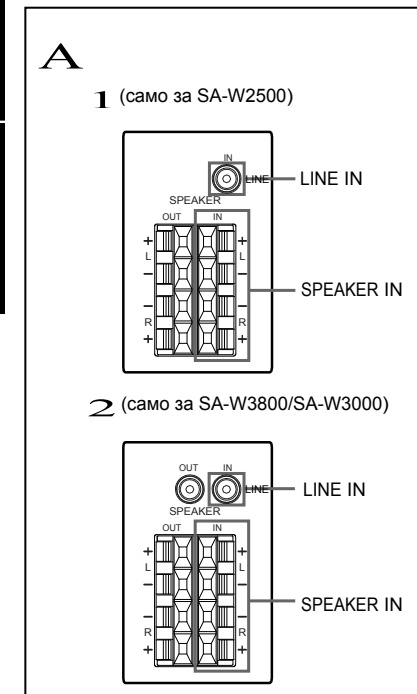 A
1 (само за SA-W2500)
IN
LINE
LINE IN
SPEAKER
OUT IN
+ +
L L
– –
SPEAKER IN
– –
R R
+ +
2 (само за SA-W3800/SA-W3000)
OUT IN
LINE
LINE IN
SPEAKER
OUT IN
+ +
L L
– –
SPEAKER IN
– –
R R
+ +